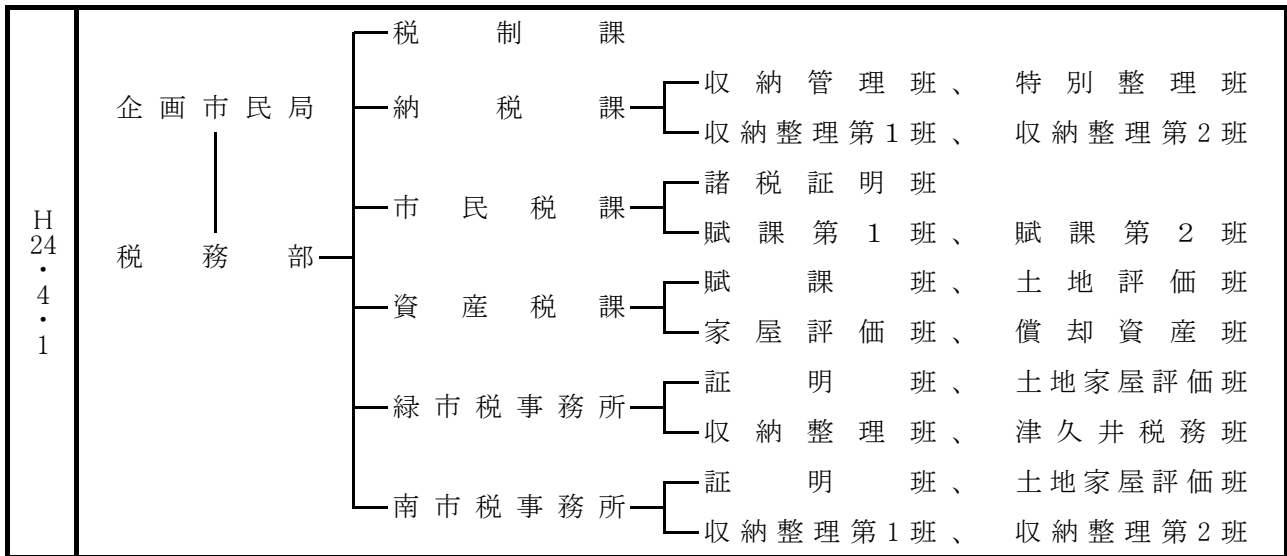 H24・4・1
企画市民局
税務部
税制課
納税課
収納管理班、特別整理班
収納整理第1班、収納整理第2班
市民税課
諸税証明班
賦課第1班、賦課第2班
資産税課
賦課班、土地評価班
家屋評価班、償却資産班
緑市税事務所
証明班、土地家屋評価班
収納整理班、津久井税務班
南市税事務所
証明班、土地家屋評価班
収納整理第1班、収納整理第2班